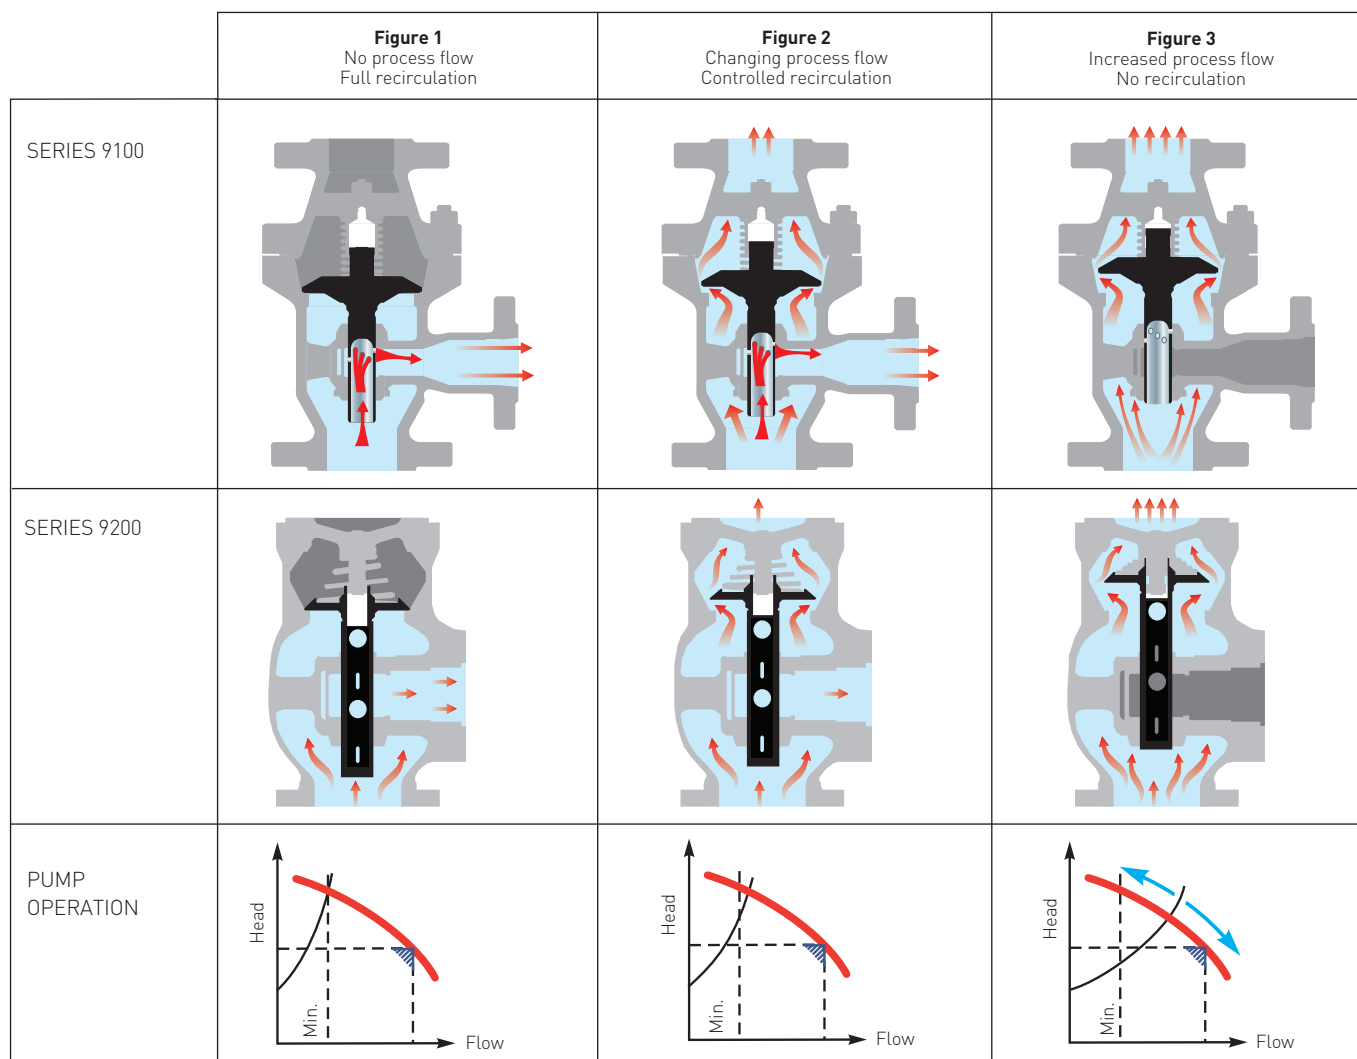 Figure 1
No process flow
Full recirculation
Figure 2
Changing process flow
Controlled recirculation
Figure 3
Increased process flow
No recirculation
SERIES 9100
SERIES 9200
PUMP
OPERATION
Head
Min.
Flow
Head
Min.
Flow
Head
Min.
Flow